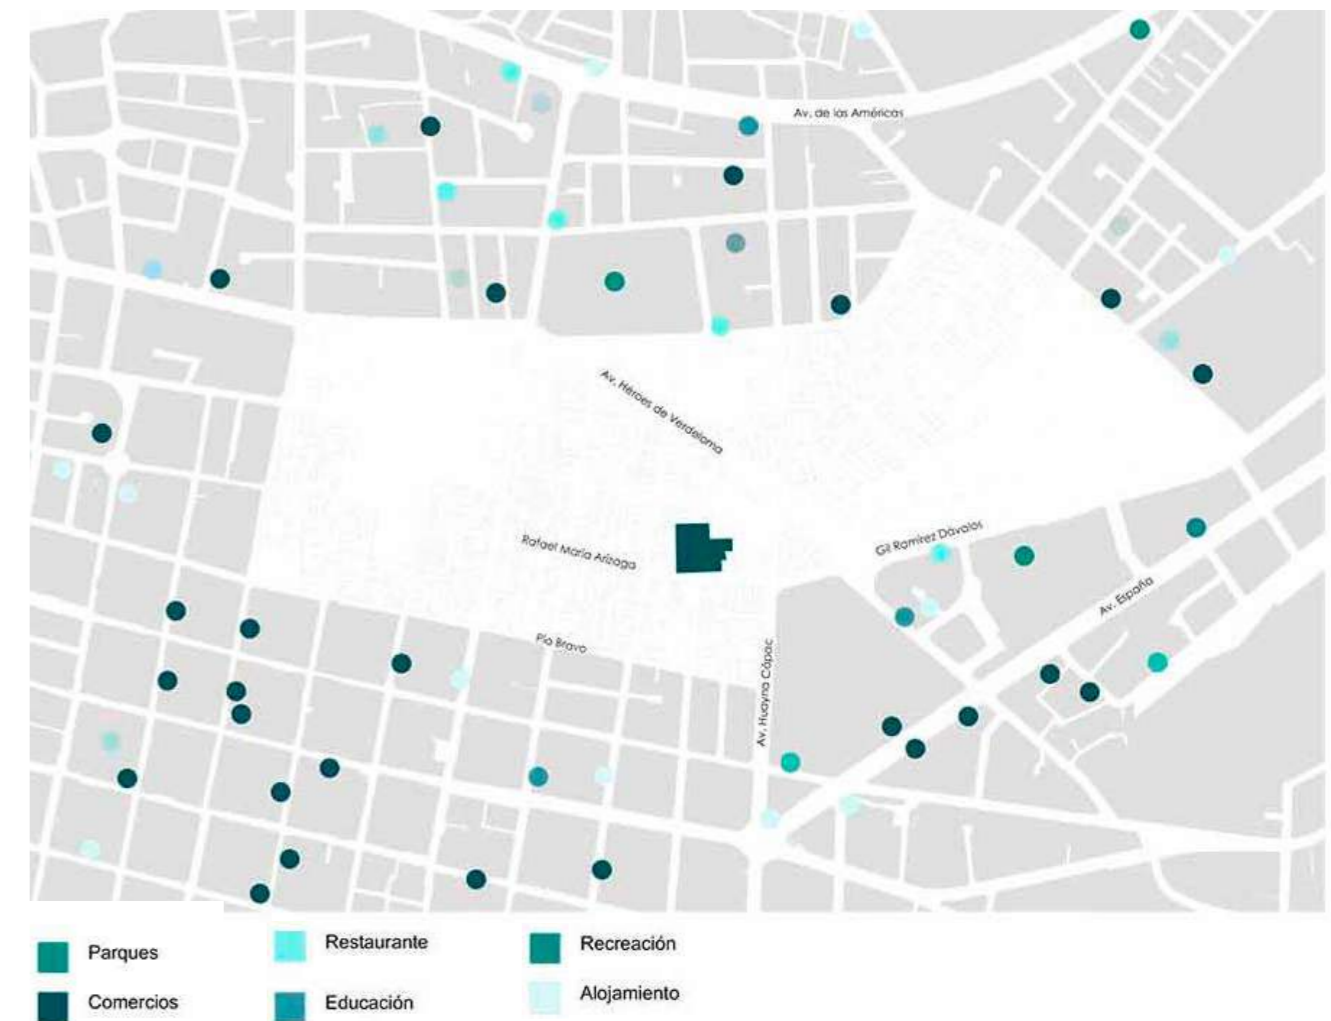 Av. de las Américas
Av. Héroes de Verdeloma
Rafael María Arízaga
Gil Ramírez Dávalos
Av. España
Pío Bravo
Av. Huayna Cápac
Parques
Restaurante
Recreación
Comercios
Educación
Alojamiento